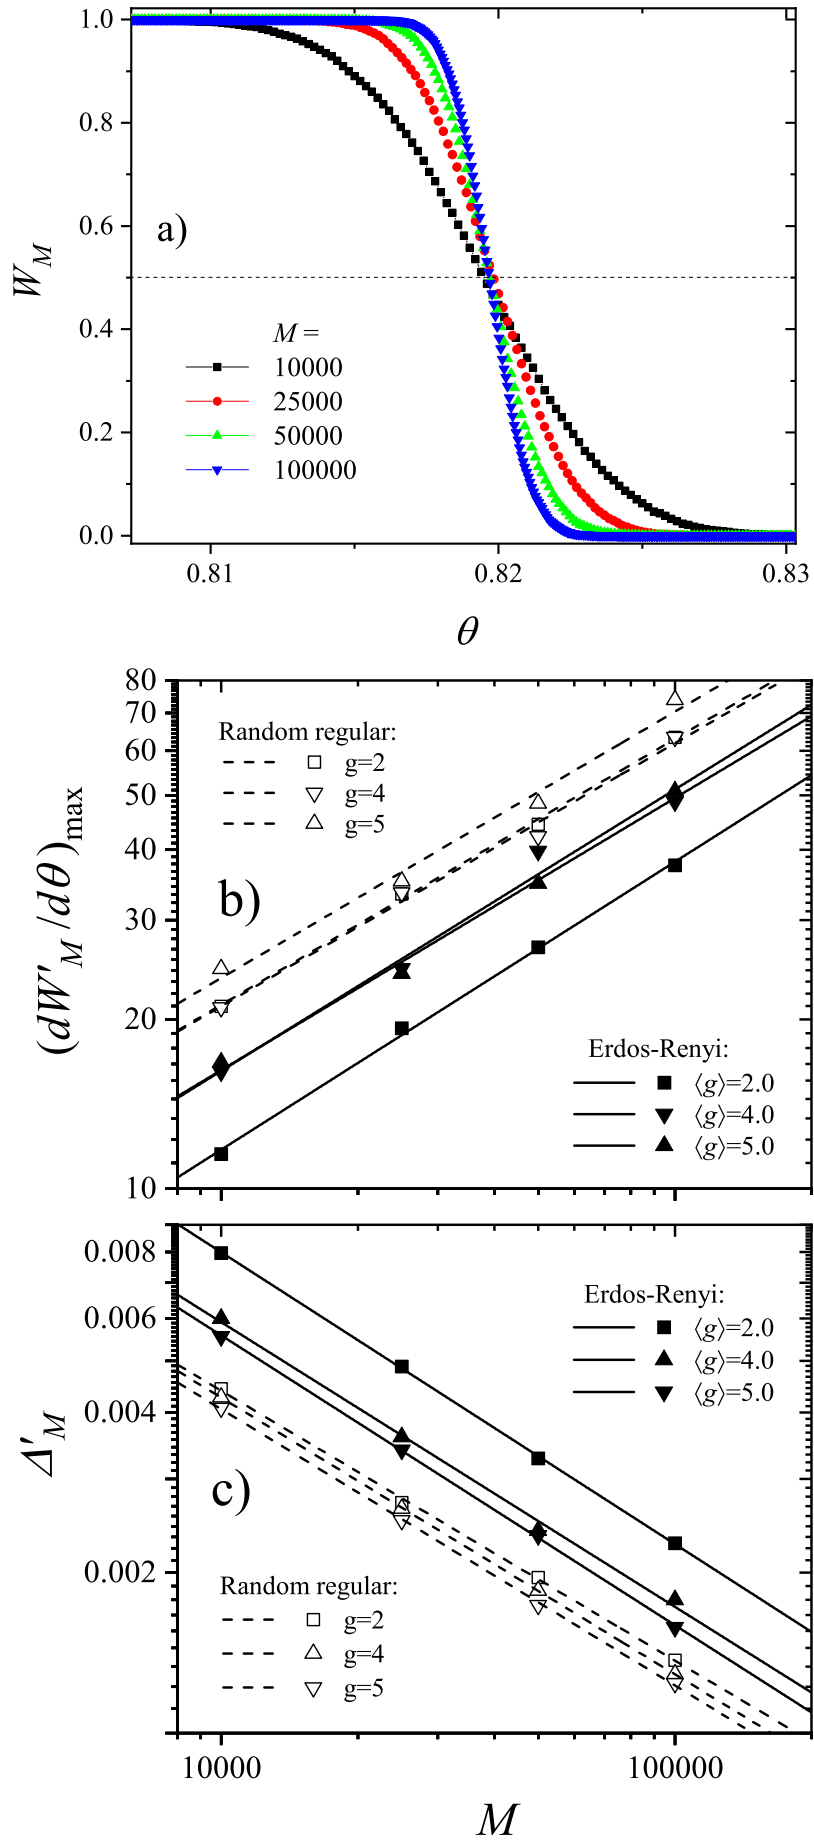 1.0
0.8
0.6
0.4
0.2
0.0
W_M
a)
M =
10000
25000
50000
100000
0.81
0.82
0.83
θ
80
70
60
50
40
30
20
10
(dW'_M/dθ)_max
Random regular:
g=2
g=4
g=5
b)
Erdos-Renyi:
⟨g⟩=2.0
⟨g⟩=4.0
⟨g⟩=5.0
0.008
0.006
0.004
0.002
Δ'_M
Erdos-Renyi:
⟨g⟩=2.0
⟨g⟩=4.0
⟨g⟩=5.0
c)
Random regular:
g=2
g=4
g=5
10000
100000
M